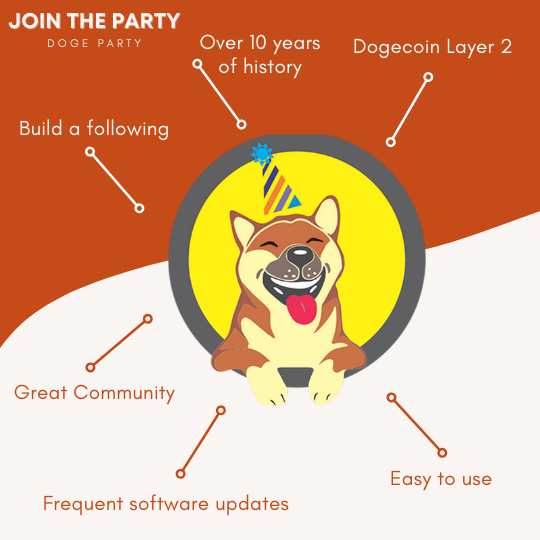 JOIN THE PARTY
DOGE PARTY
Over 10 years
of history
Dogecoin Layer 2
Build a following
Great Community
Easy to use
Frequent software updates